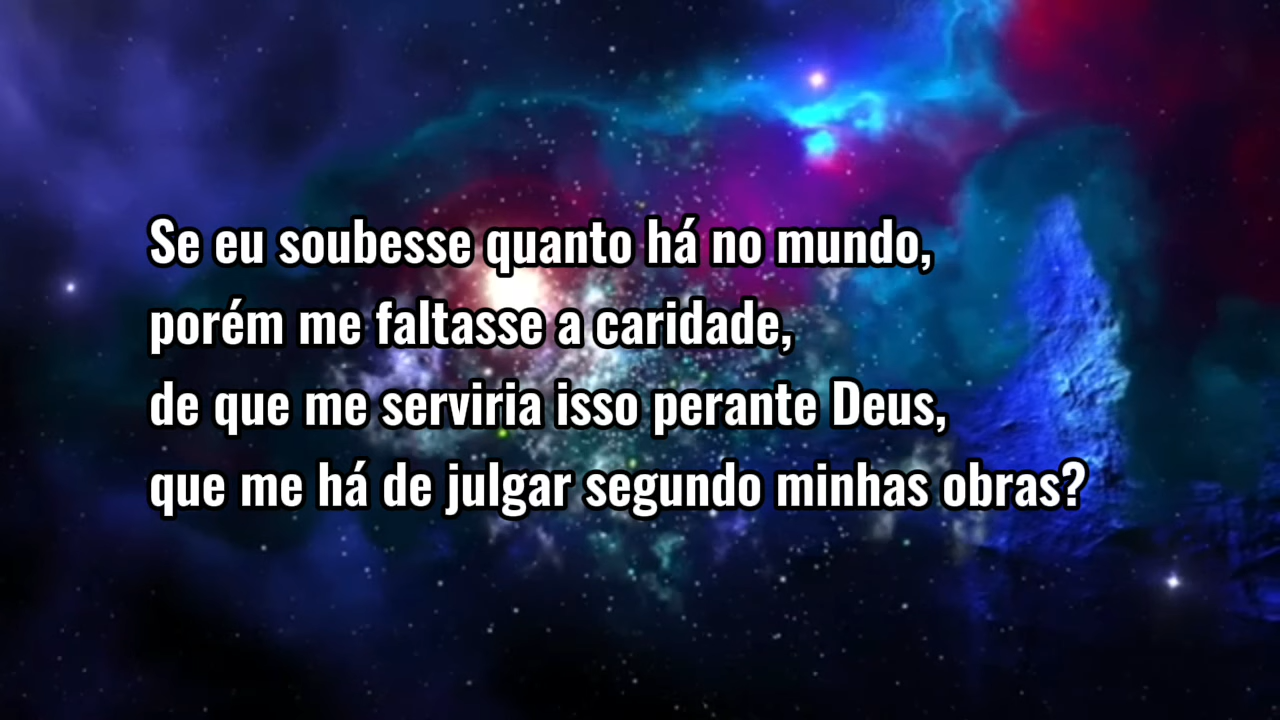 Se eu soubesse quanto há no mundo,
porém me faltasse a caridade,
de que me serviria isso perante Deus,
que me há de julgar segundo minhas obras?